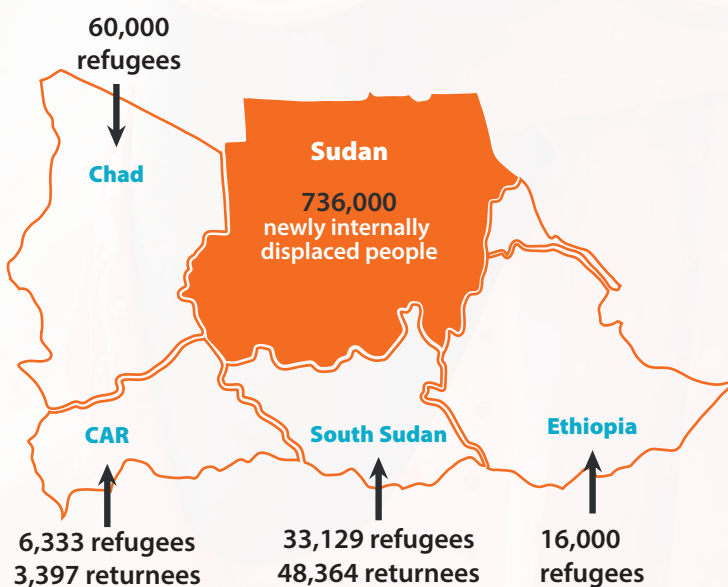 60,000
refugees
Chad
Sudan
736,000
newly internally
displaced people
CAR
South Sudan
Ethiopia
6,333 refugees
3,397 returnees
33,129 refugees
48,364 returnees
16,000
refugees